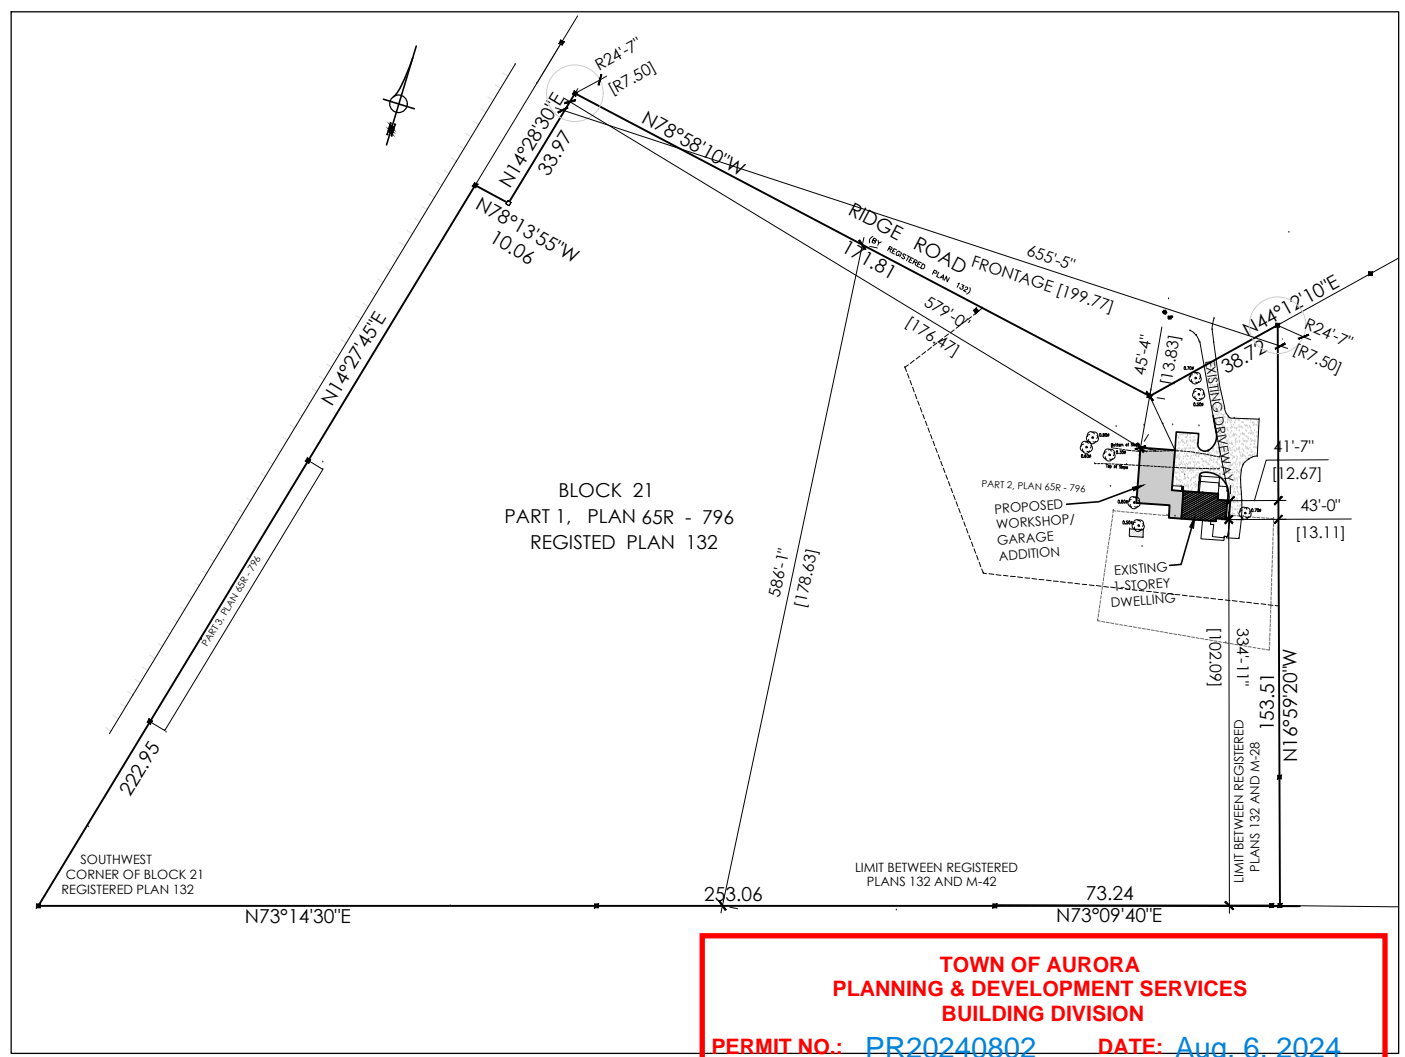 R24'-7"
[R7.50]
N14°28'30"E
33.97
N78°58'10"W
N78°13'55"W
10.06
RIDGE ROAD
(BY REGISTERED PLAN 132)
171.81
FRONTAGE
655'-5"
[199.77]
579'-0"
[176.47]
N44°12'10"E
38.72
R24'-7"
[R7.50]
45'-4"
[13.83]
EXISTING DRIVEWAY
N14°27'45"E
41'-7"
[12.67]
43'-0"
[13.11]
Top of Slope
PART 2, PLAN 65R - 796
PROPOSED
WORKSHOP/
GARAGE
ADDITION
BLOCK 21
PART 1, PLAN 65R - 796
REGISTED PLAN 132
EXISTING
1-STOREY
DWELLING
586'-1"
[178.63]
PART 3, PLAN 65R - 796
334'-11"
[102.09]
153.51
N16°59'20"W
222.95
LIMIT BETWEEN REGISTERED
PLANS 132 AND M-28
SOUTHWEST
CORNER OF BLOCK 21
REGISTERED PLAN 132
LIMIT BETWEEN REGISTERED
PLANS 132 AND M-42
253.06
73.24
N73°14'30"E
N73°09'40"E
TOWN OF AURORA
PLANNING & DEVELOPMENT SERVICES
BUILDING DIVISION
PERMIT NO.: PR20240802 DATE: Aug. 6, 2024